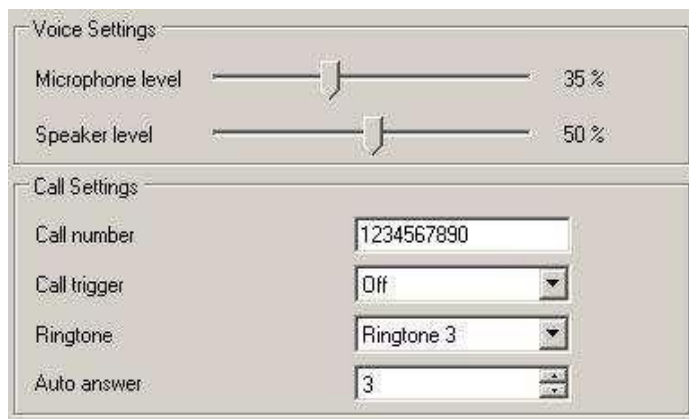 Voice Settings
Microphone level 35 %
Speaker level 50 %
Call Settings
Call number 1234567890
Call trigger Off
Ringtone Ringtone 3
Auto answer 3